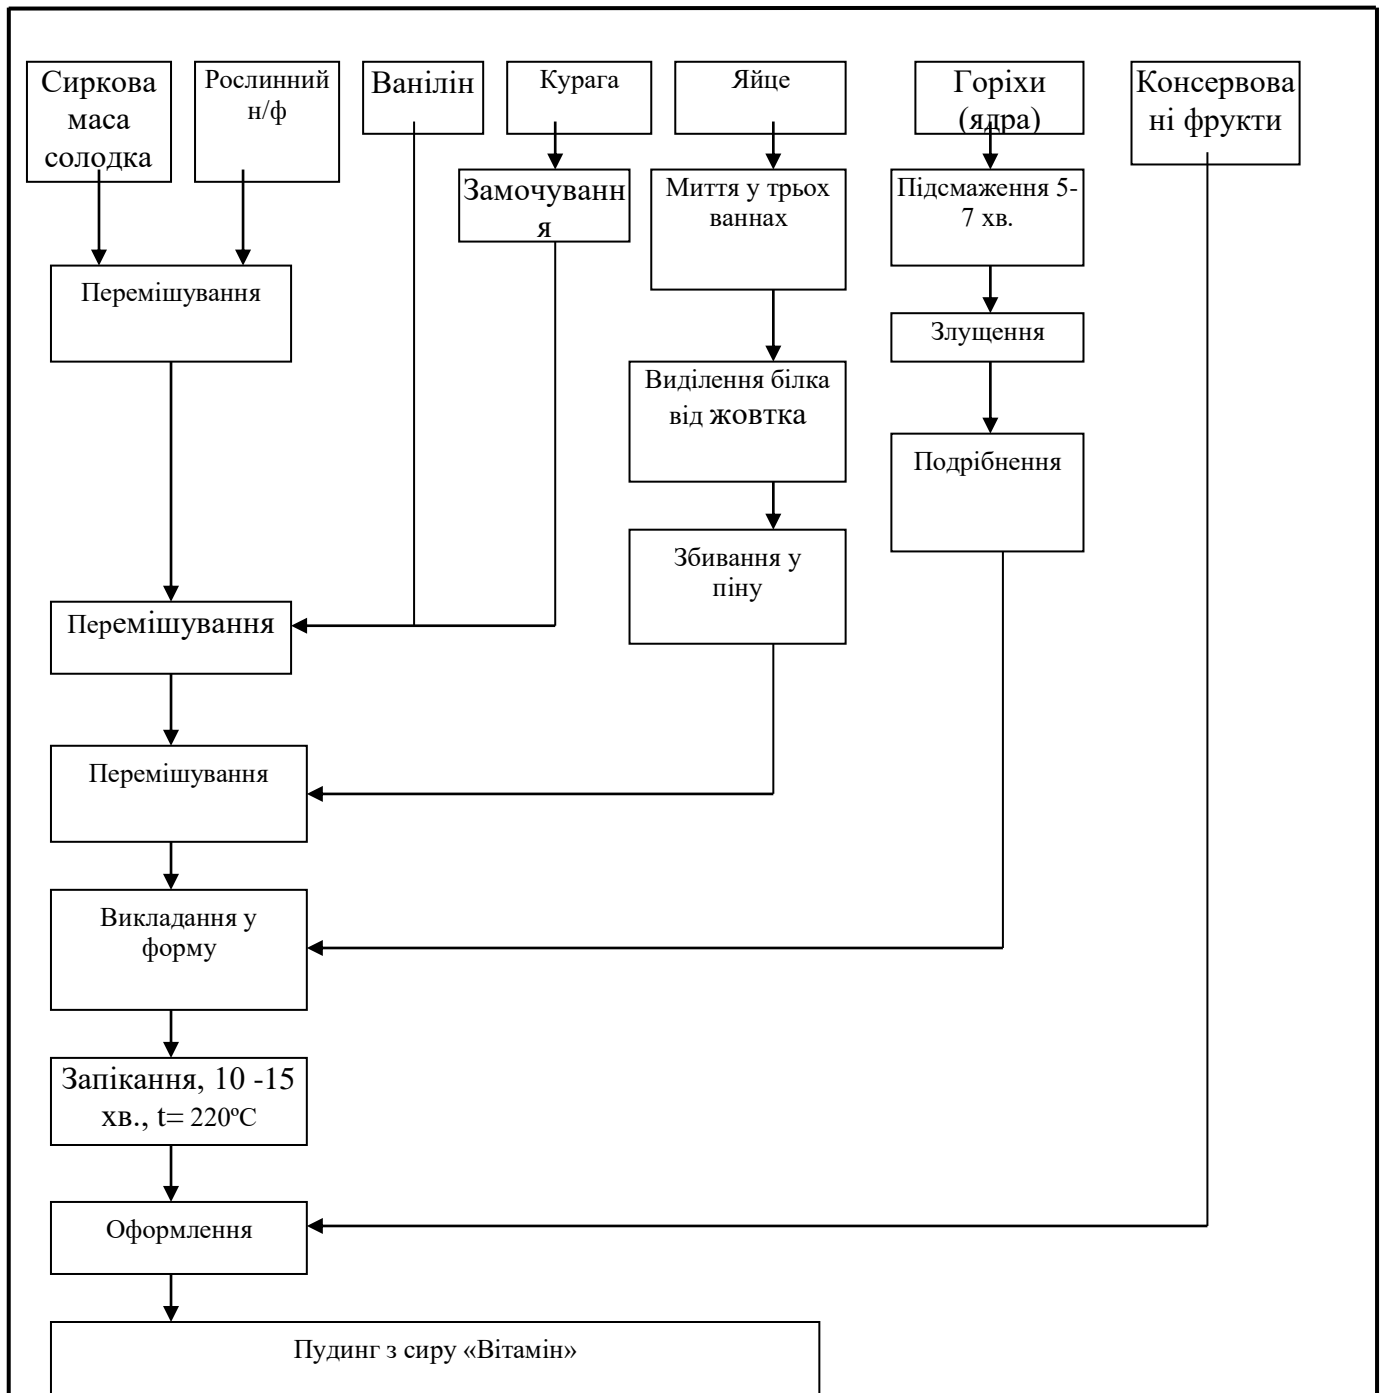 Сиркова
маса
солодка
Рослинний
н/ф
Ванілін
Курага
Яйце
Горіхи
(ядра)
Консервова
ні фрукти
Замочуванн
я
Миття у трьох
ваннах
Підсмаження 5-
7 хв.
Перемішування
Злущення
Виділення білка
від жовтка
Подрібнення
Збивання у
піну
Перемішування
Перемішування
Викладання у
форму
Запікання, 10 -15
хв., t= 220ºС
Оформлення
Пудинг з сиру «Вітамін»